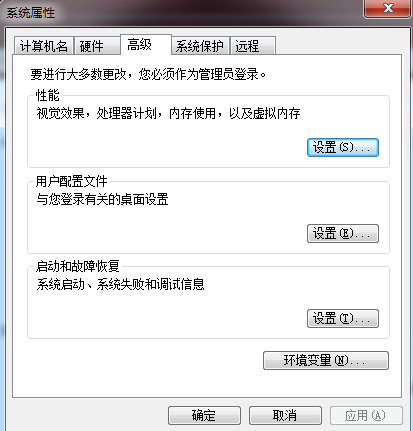 系统属性
计算机名 硬件 高级 系统保护 远程
要进行大多数更改，您必须作为管理员登录。
性能
视觉效果，处理器计划，内存使用，以及虚拟内存
设置(S)...
用户配置文件
与您登录有关的桌面设置
设置(E)...
启动和故障恢复
系统启动、系统失败和调试信息
设置(T)...
环境变量(N)...
确定 取消 应用(A)